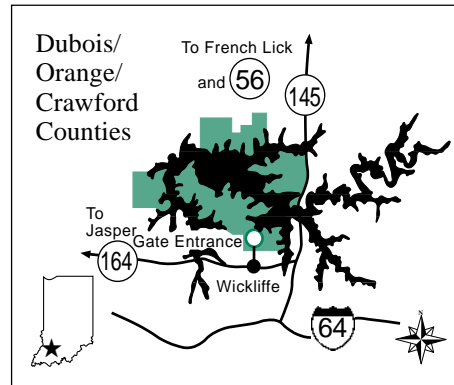 Dubois/
Orange/
Crawford
Counties
To French Lick
and 56
145
To
Jasper
Gate Entrance
164
Wickliffe
64
N